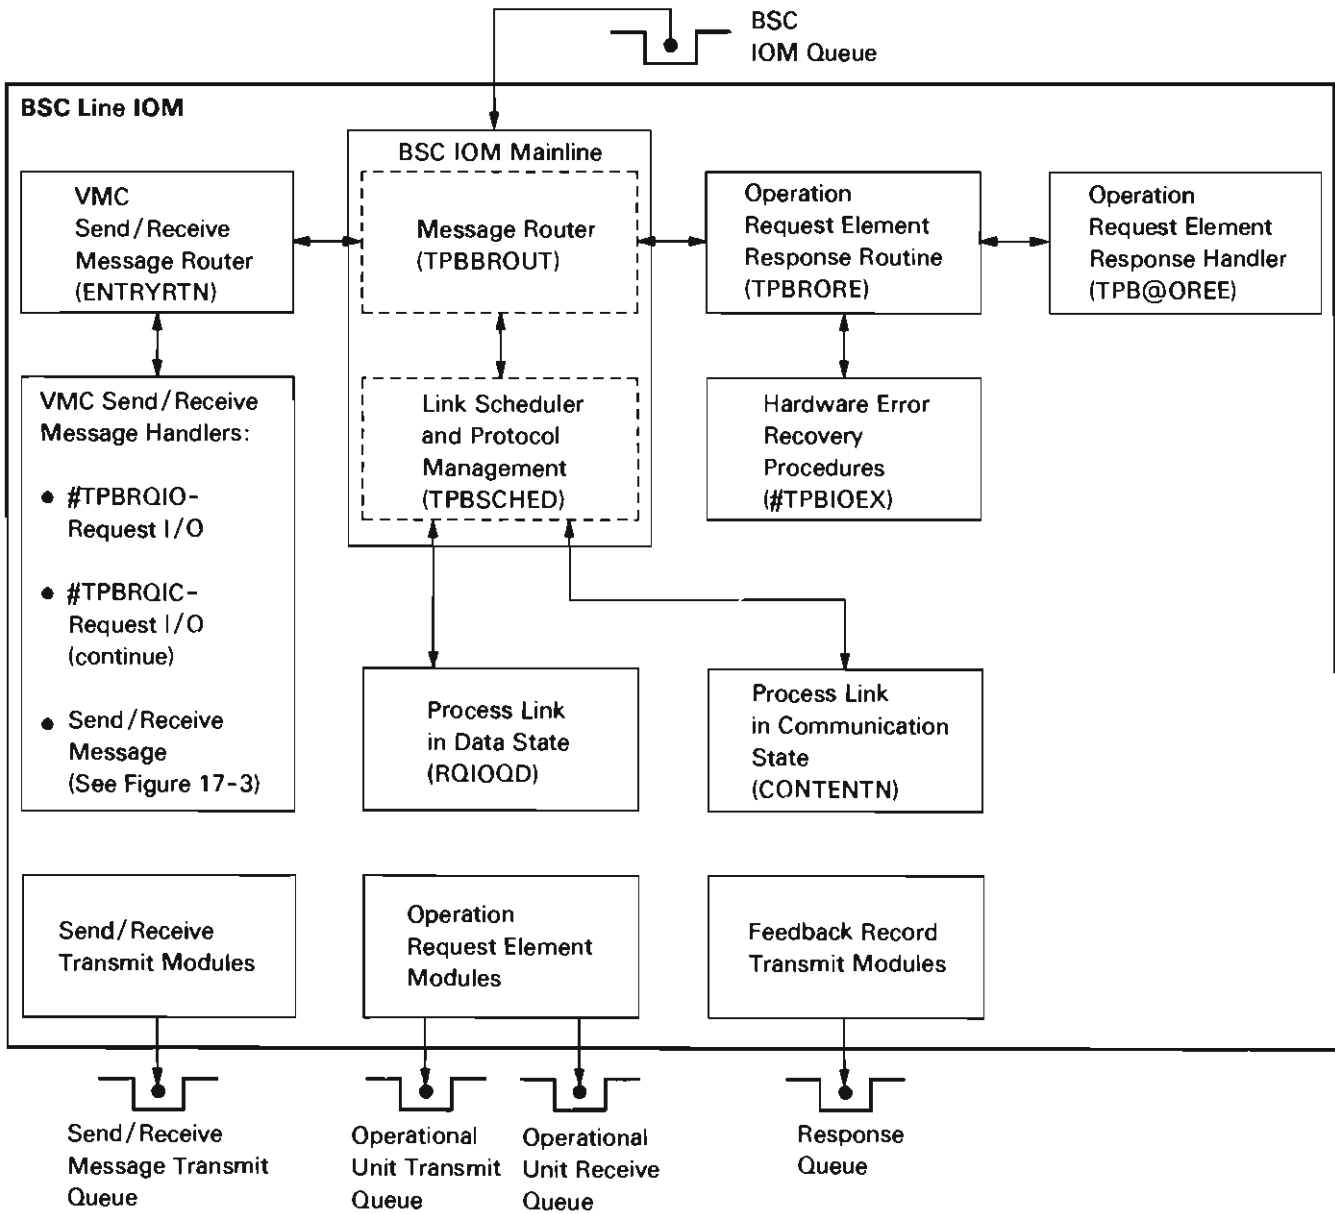 BSC
IOM Queue
BSC Line IOM
BSC IOM Mainline
VMC
Send/Receive
Message Router
(ENTRYRTN)
Message Router
(TPBBROUT)
Operation
Request Element
Response Routine
(TPBRORE)
Operation
Request Element
Response Handler
(TPB@OREE)
VMC Send/Receive
Message Handlers:
● #TPBRQIO-
Request I/O
● #TPBRQIC-
Request I/O
(continue)
● Send/Receive
Message
(See Figure 17-3)
Link Scheduler
and Protocol
Management
(TPBSCHED)
Hardware Error
Recovery
Procedures
(#TPBIOEX)
Process Link
in Data State
(RQIOQD)
Process Link
in Communication
State
(CONTENTN)
Send/Receive
Transmit Modules
Operation
Request Element
Modules
Feedback Record
Transmit Modules
Send/Receive
Message Transmit
Queue
Operational
Unit Transmit
Queue
Operational
Unit Receive
Queue
Response
Queue